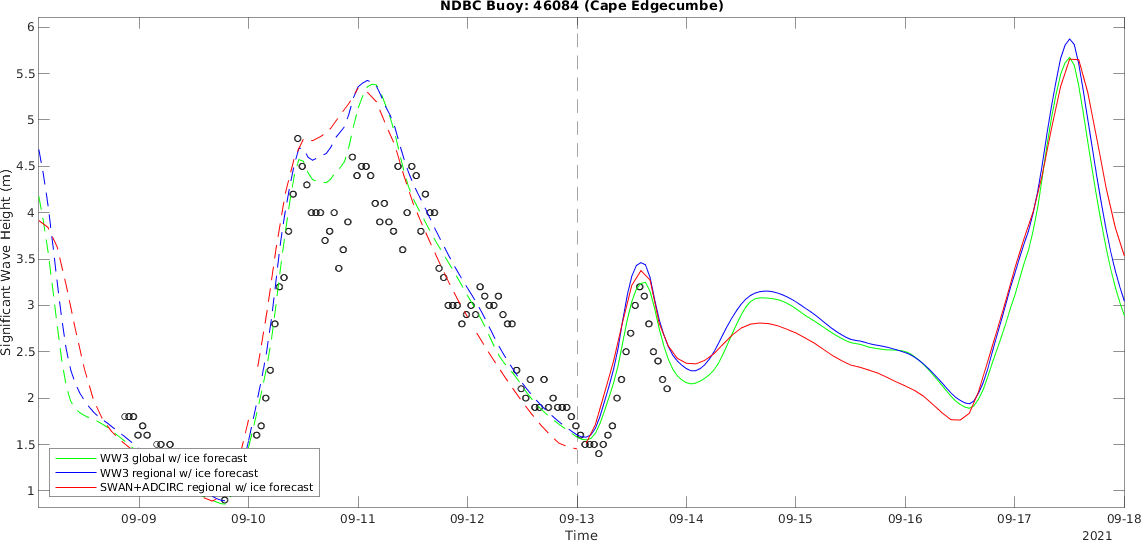 NDBC Buoy: 46084 (Cape Edgecumbe)
6
5.5
5
4.5
4
3.5
3
2.5
2
1.5
1
Significant Wave Height (m)
WW3 global w/ ice forecast
WW3 regional w/ ice forecast
SWAN+ADCIRC regional w/ ice forecast
09-09 09-10 09-11 09-12 09-13 09-14 09-15 09-16 09-17 09-18
Time
2021